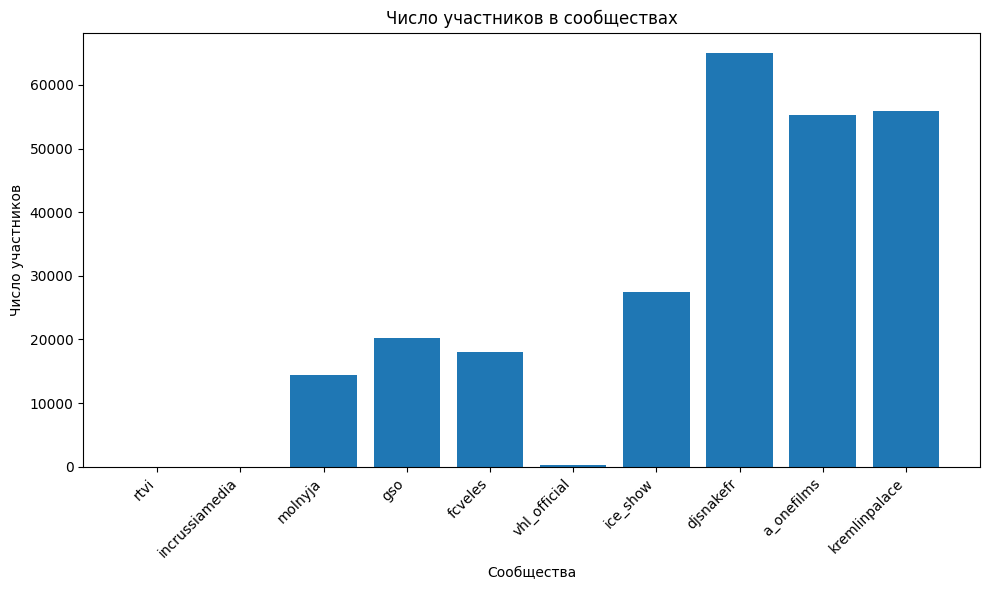 Число участников в сообществах
Число участников
60000
50000
40000
30000
20000
10000
0
rtvi
incrussiamedia
molnyja
gso
fcveles
vhl_official
ice_show
djsnakefr
a_onefilms
kremlinpalace
Сообщества